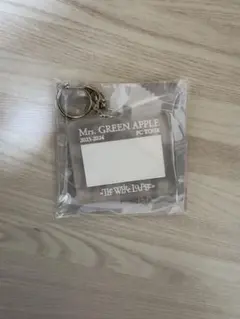 Mrs. GREEN APPLE
2023-2024 FC TOUR
The White Lounge